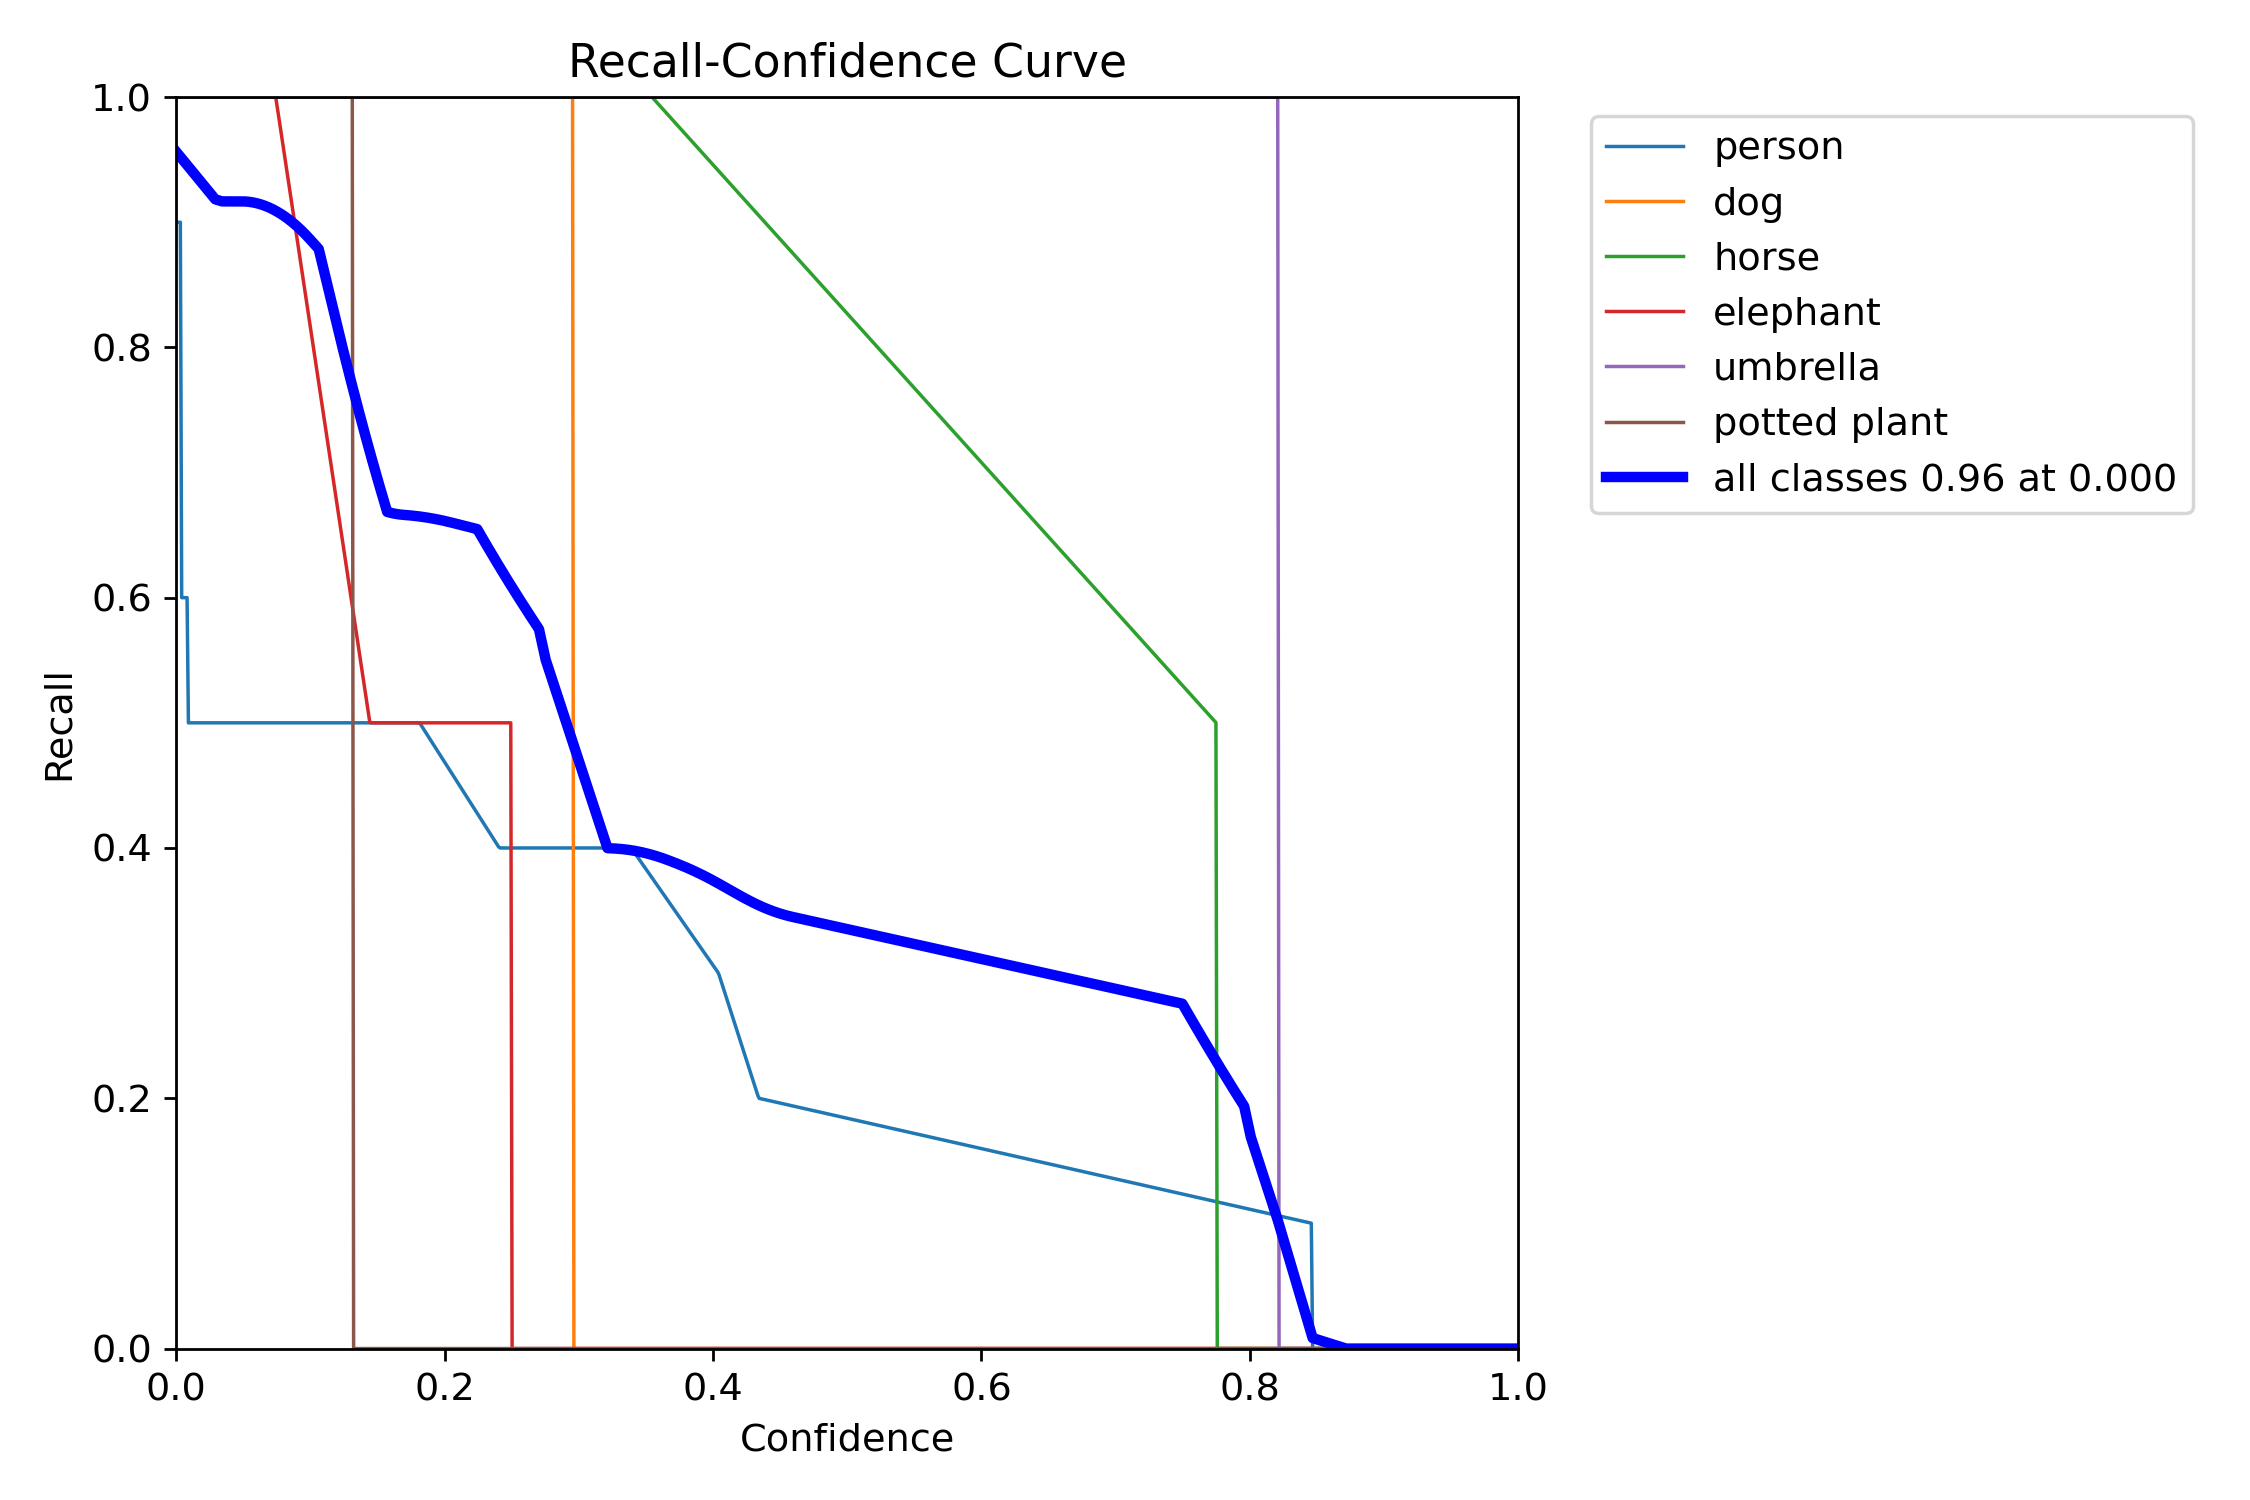 Recall-Confidence Curve
1.0
0.8
0.6
0.4
0.2
0.0
Recall
0.0 0.2 0.4 0.6 0.8 1.0
Confidence
person
dog
horse
elephant
umbrella
potted plant
all classes 0.96 at 0.000